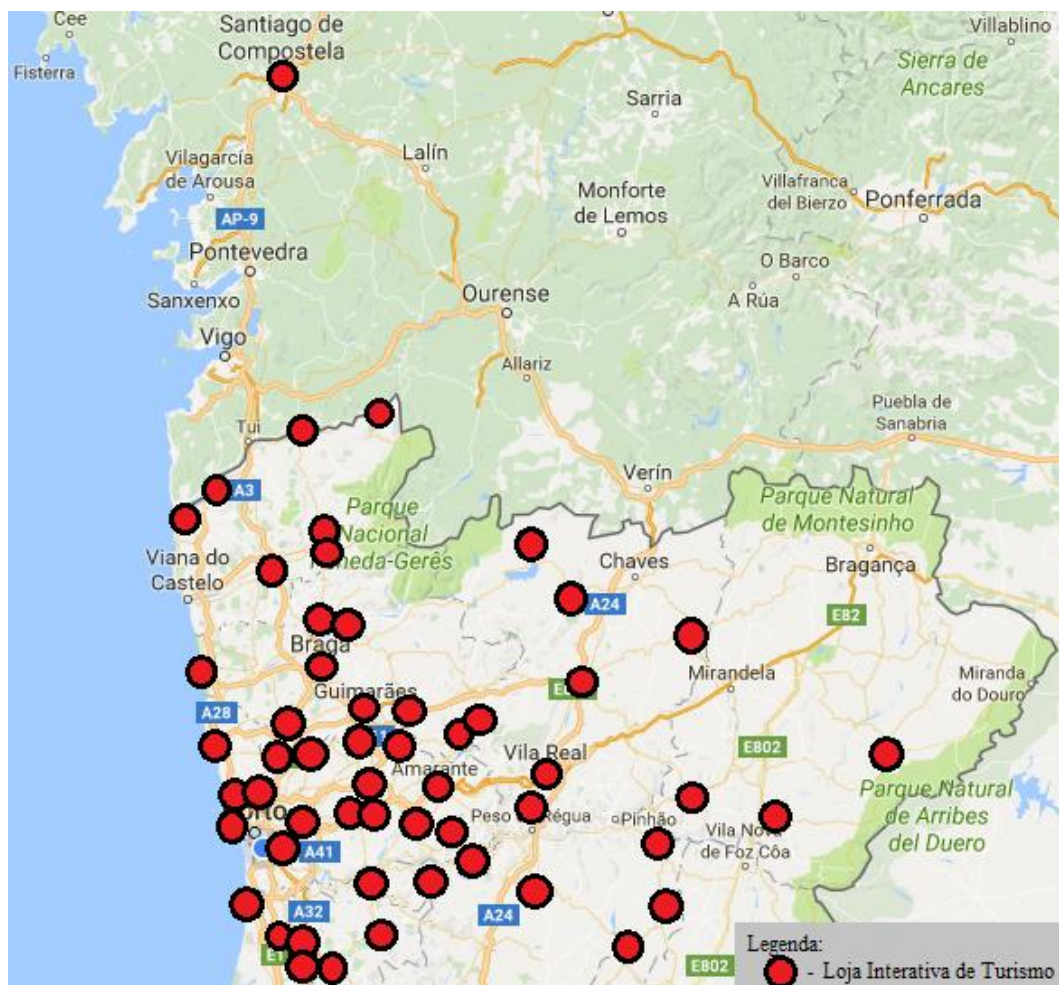 Cee
Fisterra
Santiago de
Compostela
Villablino
Sierra de
Ancares
Sarria
Lalín
Vilagarcía
de Arousa
AP-9
Monforte
de Lemos
Villafranca
del Bierzo
Ponferrada
Pontevedra
O Barco
A Rúa
Sanxenxo
Ourense
Vigo
Allariz
Puebla de
Sanabria
Tui
Verín
A3
Parque
Nacional
Parque Natural
de Montesinho
Viana do
Castelo
Chaves
Bragança
A24
E82
Braga
Mirandela
Miranda
do Douro
Guimarães
A28
Vila Real
E802
Amarante
Parque Natural
de Arribes
del Duero
Peso
Régua
Pinhão
de Foz Côa
A41
A32
A24
E802
Legenda:
- Loja Interativa de Turismo